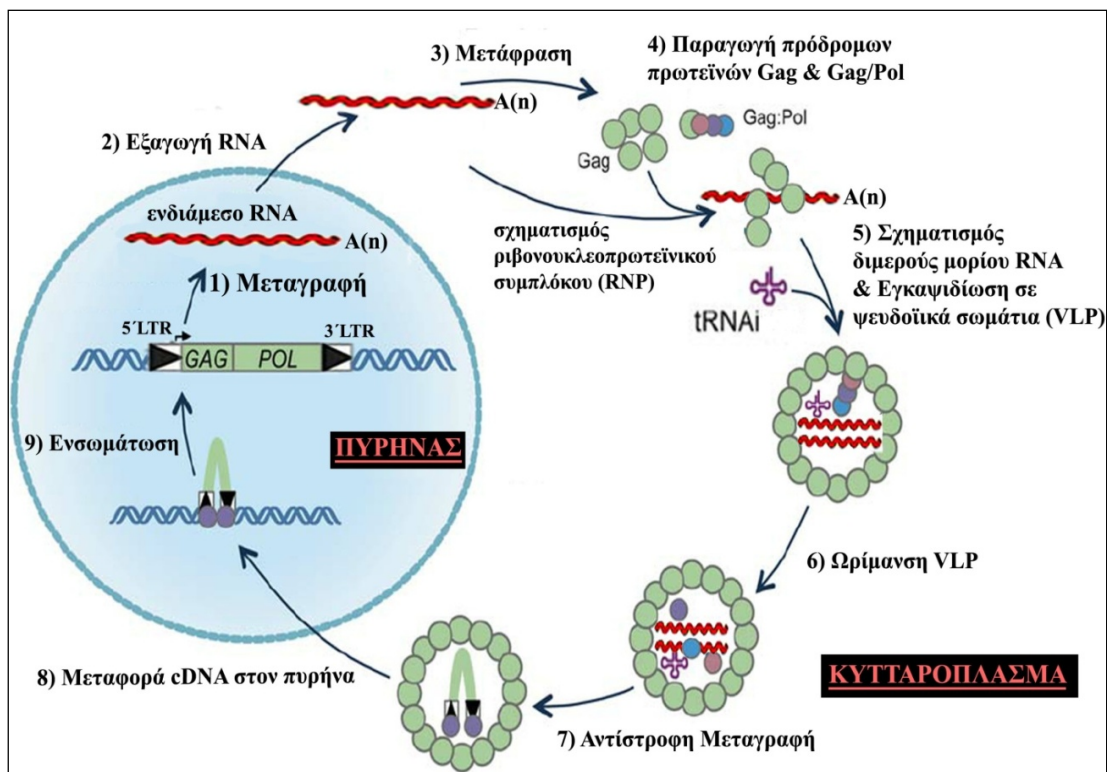 3) Μετάφραση
4) Παραγωγή πρόδρομων
πρωτεϊνών Gag & Gag/Pol
A(n)
Gag:Pol
Gag
2) Εξαγωγή RNA
ενδιάμεσο RNA
A(n)
A(n)
σχηματισμός
ριβονουκλεοπρωτεϊνικού
συμπλόκου (RNP)
5) Σχηματισμός
διμερούς μορίου RNA
& Εγκαψιδίωση σε
ψευδοϊικά σωμάτια (VLP)
tRNAi
1) Μεταγραφή
5΄LTR
3΄LTR
GAG
POL
9) Ενσωμάτωση
ΠΥΡΗΝΑΣ
6) Ωρίμανση VLP
8) Μεταφορά cDNA στον πυρήνα
ΚΥΤΤΑΡΟΠΛΑΣΜΑ
7) Αντίστροφη Μεταγραφή